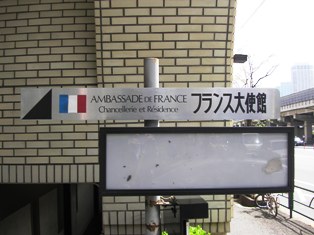 AMBASSADE DE FRANCE
Chancellerie et Résidence
フランス大使館